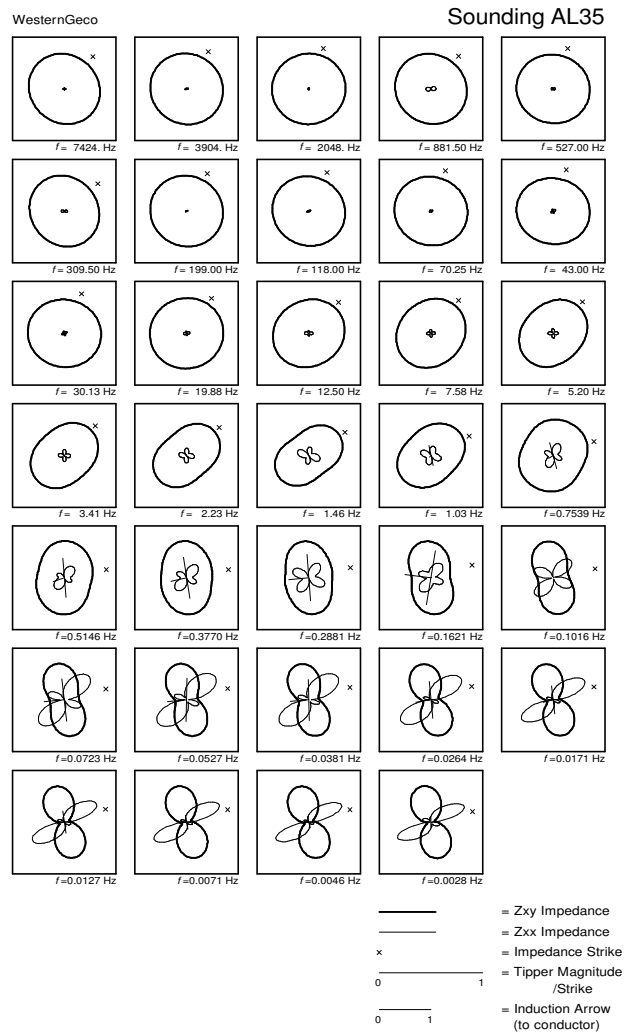 WesternGeco
Sounding AL35
f= 7424. Hz
f= 3904. Hz
f= 2048. Hz
f= 881.50 Hz
f= 527.00 Hz
f= 309.50 Hz
f= 199.00 Hz
f= 118.00 Hz
f= 70.25 Hz
f= 43.00 Hz
f= 30.13 Hz
f= 19.88 Hz
f= 12.50 Hz
f= 7.58 Hz
f= 5.20 Hz
f= 3.41 Hz
f= 2.23 Hz
f= 1.46 Hz
f= 1.03 Hz
f=0.7539 Hz
f=0.5146 Hz
f=0.3770 Hz
f=0.2881 Hz
f=0.1621 Hz
f=0.1016 Hz
f=0.0723 Hz
f=0.0527 Hz
f=0.0381 Hz
f=0.0264 Hz
f=0.0171 Hz
f=0.0127 Hz
f=0.0071 Hz
f=0.0046 Hz
f=0.0028 Hz
= Zxy Impedance
= Zxx Impedance
× = Impedance Strike
= Tipper Magnitude
0 1 /Strike
= Induction Arrow
0 1 (to conductor)